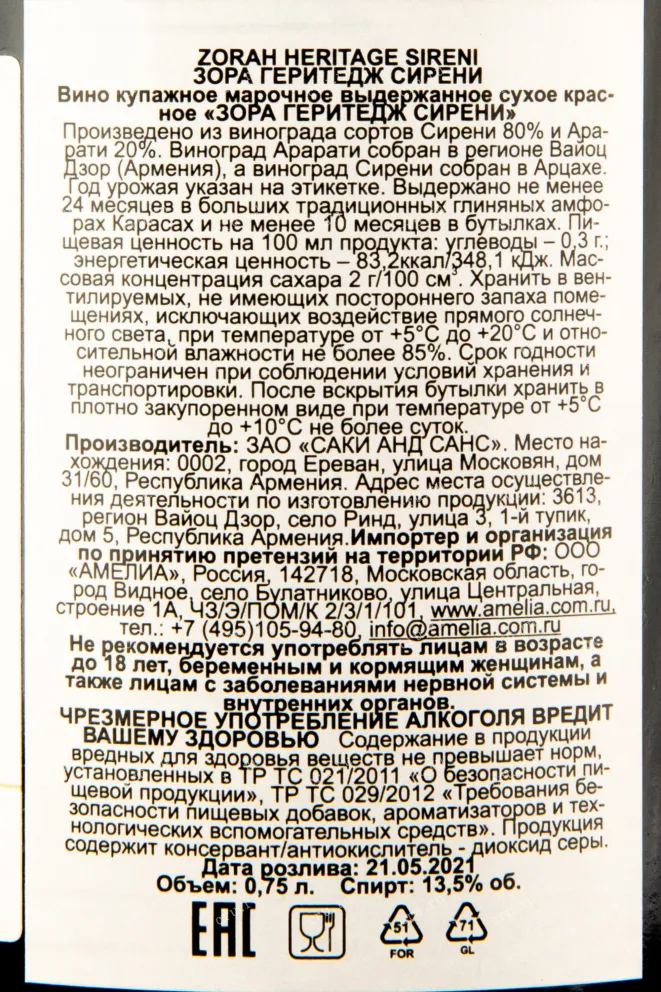 ZORAH HERITAGE SIRENI
ЗОРА ГЕРИТЕДЖ СИРЕНИ
Вино купажное марочное выдержанное сухое крас-
ное «ЗОРА ГЕРИТЕДЖ СИРЕНИ»
Произведено из винограда сортов Сирени 80% и Ара-
рати 20%. Виноград Арарати собран в регионе Вайоц
Дзор (Армения), а виноград Сирени собран в Арцахе.
Год урожая указан на этикетке. Выдержано не менее
24 месяцев в больших традиционных глиняных амфо-
рах Карасах и не менее 10 месяцев в бутылках. Пи-
щевая ценность на 100 мл продукта: углеводы – 0,3 г.;
энергетическая ценность – 83,2ккал/348,1 кДж. Мас-
совая концентрация сахара 2 г/100 см³. Хранить в вен-
тилируемых, не имеющих постороннего запаха поме-
щениях, исключающих воздействие прямого солнеч-
ного света, при температуре от +5°С до +20°С и отно-
сительной влажности не более 85%. Срок годности
неограничен при соблюдении условий хранения и
транспортировки. После вскрытия бутылки хранить в
плотно закупоренном виде при температуре от +5°С
до +10°С не более суток.
Производитель: ЗАО «САКИ АНД САНС». Место на-
хождения: 0002, город Ереван, улица Московян, дом
31/60, Республика Армения. Адрес места осуществле-
ния деятельности по изготовлению продукции: 3613,
регион Вайоц Дзор, село Ринд, улица 3, 1-й тупик,
дом 5, Республика Армения.Импортер и организация
по принятию претензий на территории РФ: ООО
«АМЕЛИА», Россия, 142718, Московская область, го-
род Видное, село Булатниково, улица Центральная,
строение 1А, ЧЗ/Э/ПОМ/К 2/3/1/101, www.amelia.com.ru,
тел.: +7 (495)105-94-80, info@amelia.com.ru
Не рекомендуется употреблять лицам в возрасте
до 18 лет, беременным и кормящим женщинам, а
также лицам с заболеваниями нервной системы и
внутренних органов.
ЧРЕЗМЕРНОЕ УПОТРЕБЛЕНИЕ АЛКОГОЛЯ ВРЕДИТ
ВАШЕМУ ЗДОРОВЬЮ Содержание в продукции
вредных для здоровья веществ не превышает норм,
установленных в ТР ТС 021/2011 «О безопасности пи-
щевой продукции», ТР ТС 029/2012 «Требования бе-
зопасности пищевых добавок, ароматизаторов и тех-
нологических вспомогательных средств». Продукция
содержит консервант/антиокислитель - диоксид серы.
Дата розлива: 21.05.2021
Объем: 0,75 л. Спирт: 13,5% об.
EAC 51 71
FOR GL